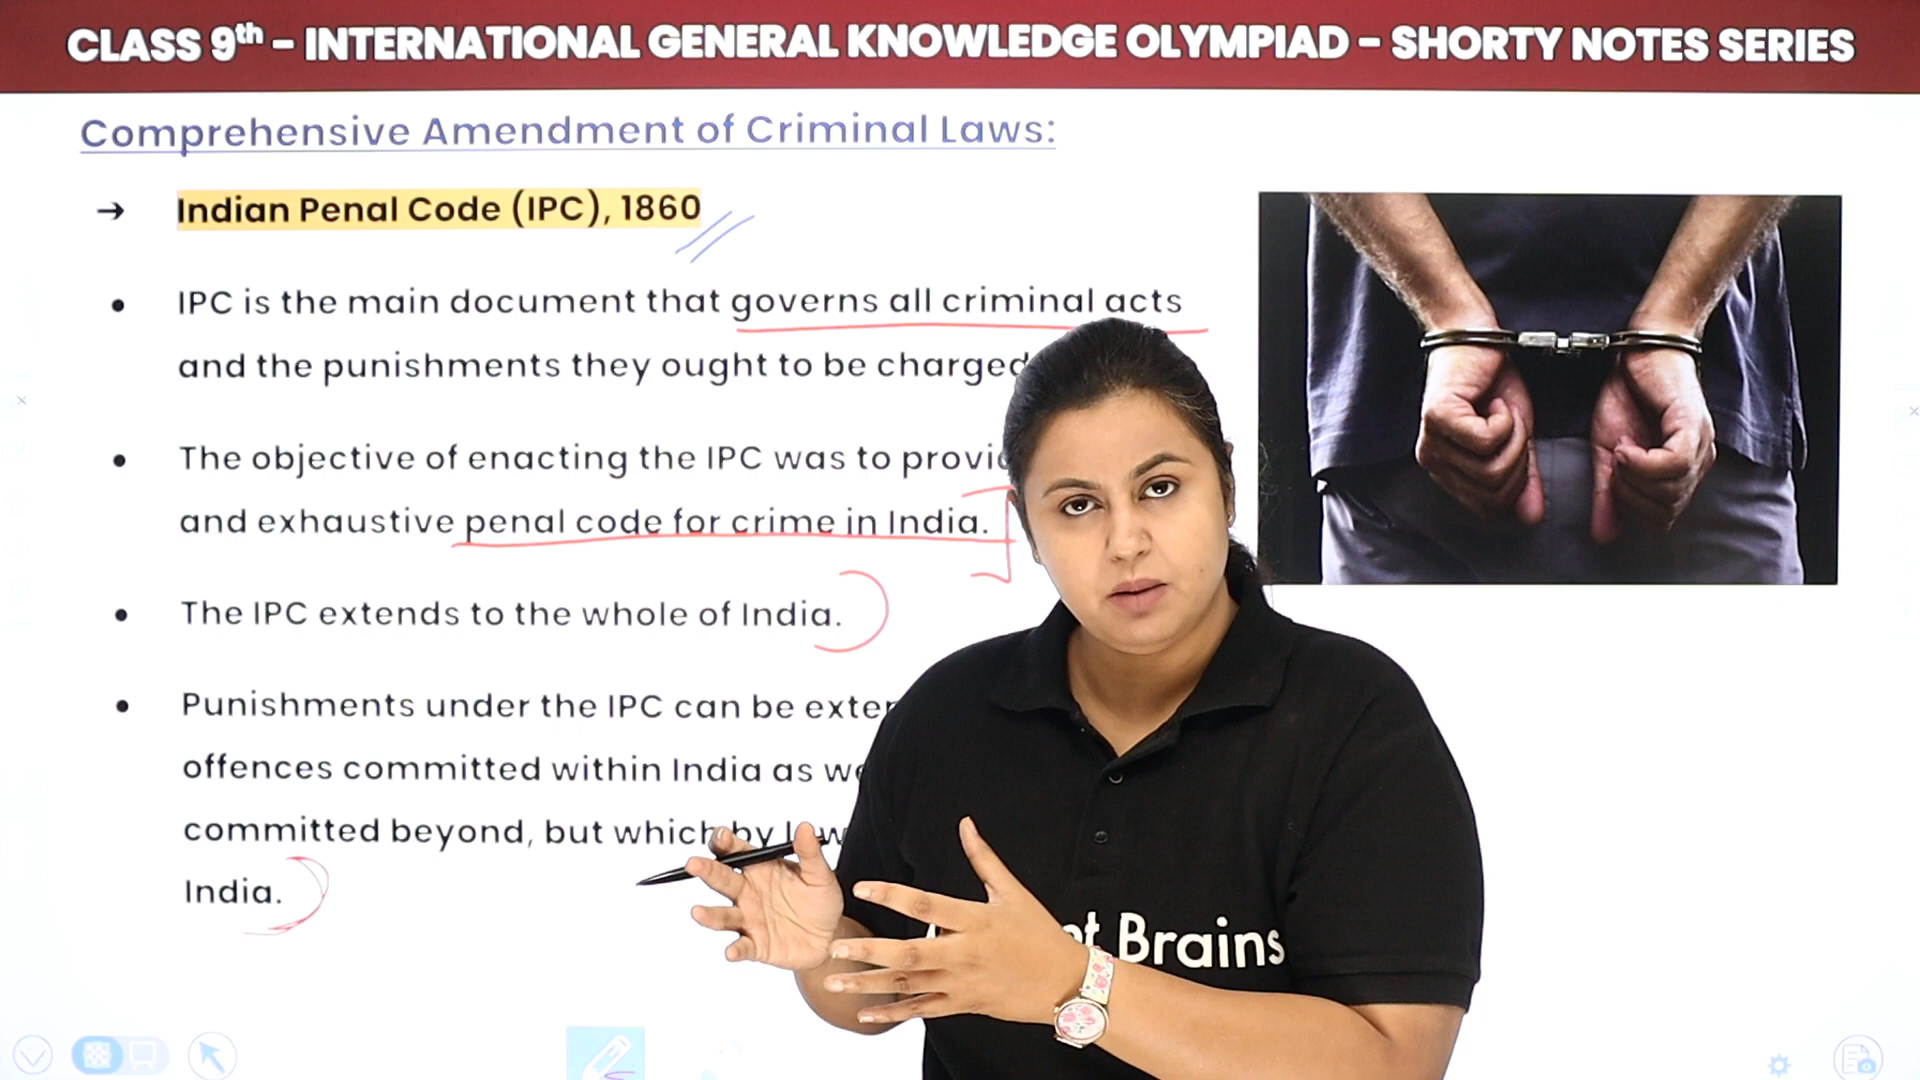 CLASS 9th – INTERNATIONAL GENERAL KNOWLEDGE OLYMPIAD – SHORTY NOTES SERIES
Comprehensive Amendment of Criminal Laws:
→ Indian Penal Code (IPC), 1860
• IPC is the main document that governs all criminal acts
and the punishments they ought to be charged
• The objective of enacting the IPC was to
and exhaustive penal code for crime in India.
• The IPC extends to the whole of India.
• Punishments under the IPC can be
offences committed within India as
committed beyond, but which by
India.
Brains